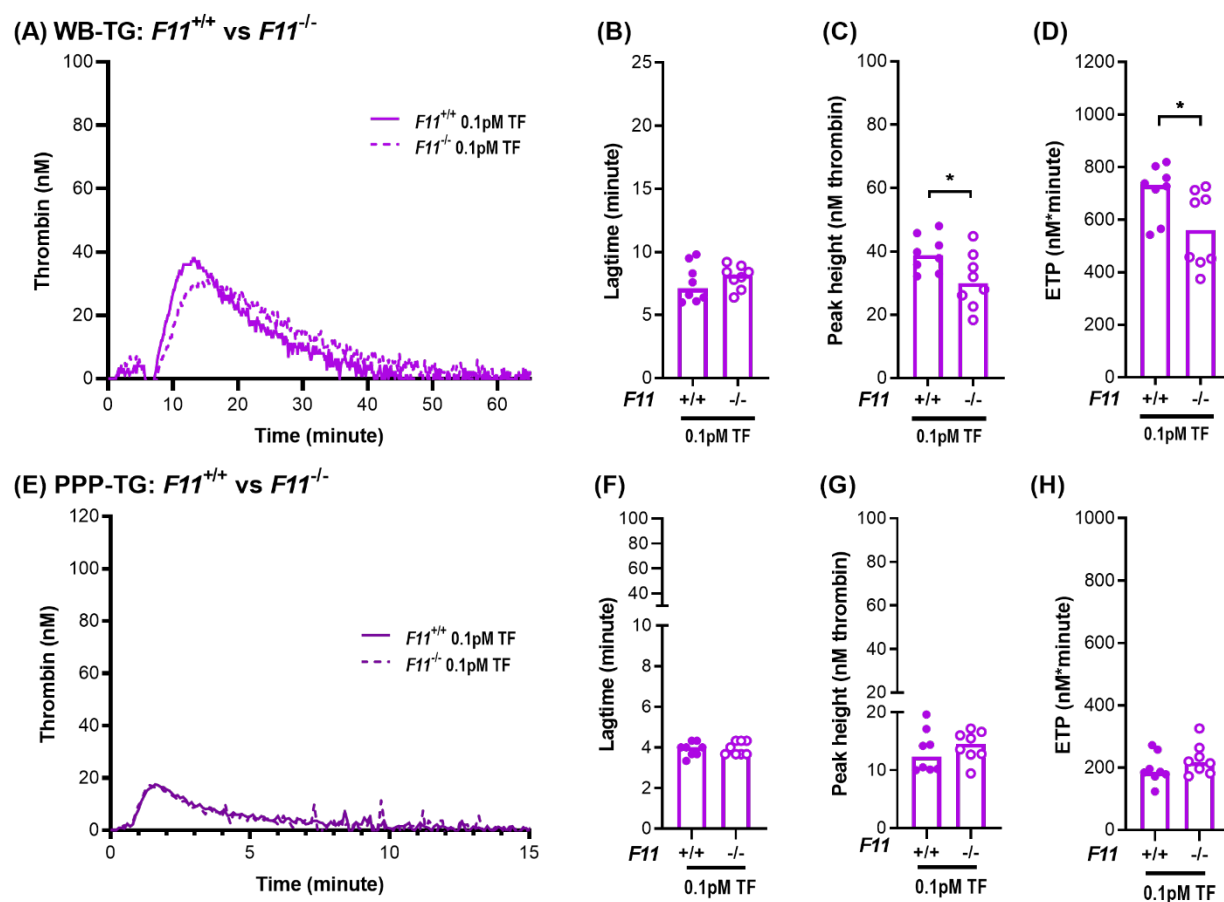 (A) WB-TG: F11+/+ vs F11-/-
100
80
60
40
20
0
Thrombin (nM)
F11+/+ 0.1pM TF
F11-/- 0.1pM TF
0 10 20 30 40 50 60
Time (minute)
(B)
25
20
15
10
5
0
Lagtime (minute)
F11 +/+ -/-
0.1pM TF
(C)
100
80
60
40
20
0
Peak height (nM thrombin)
*
F11 +/+ -/-
0.1pM TF
(D)
1200
1000
800
600
400
200
0
ETP (nM*minute)
*
F11 +/+ -/-
0.1pM TF
(E) PPP-TG: F11+/+ vs F11-/-
120
100
80
60
40
20
0
Thrombin (nM)
F11+/+ 0.1pM TF
F11-/- 0.1pM TF
0 5 10 15
Time (minute)
(F)
100
80
60
40
30
10
8
6
4
2
0
Lagtime (minute)
F11 +/+ -/-
0.1pM TF
(G)
100
80
60
40
20
20
15
10
5
0
Peak height (nM thrombin)
F11 +/+ -/-
0.1pM TF
(H)
1000
800
600
400
200
0
ETP (nM*minute)
F11 +/+ -/-
0.1pM TF